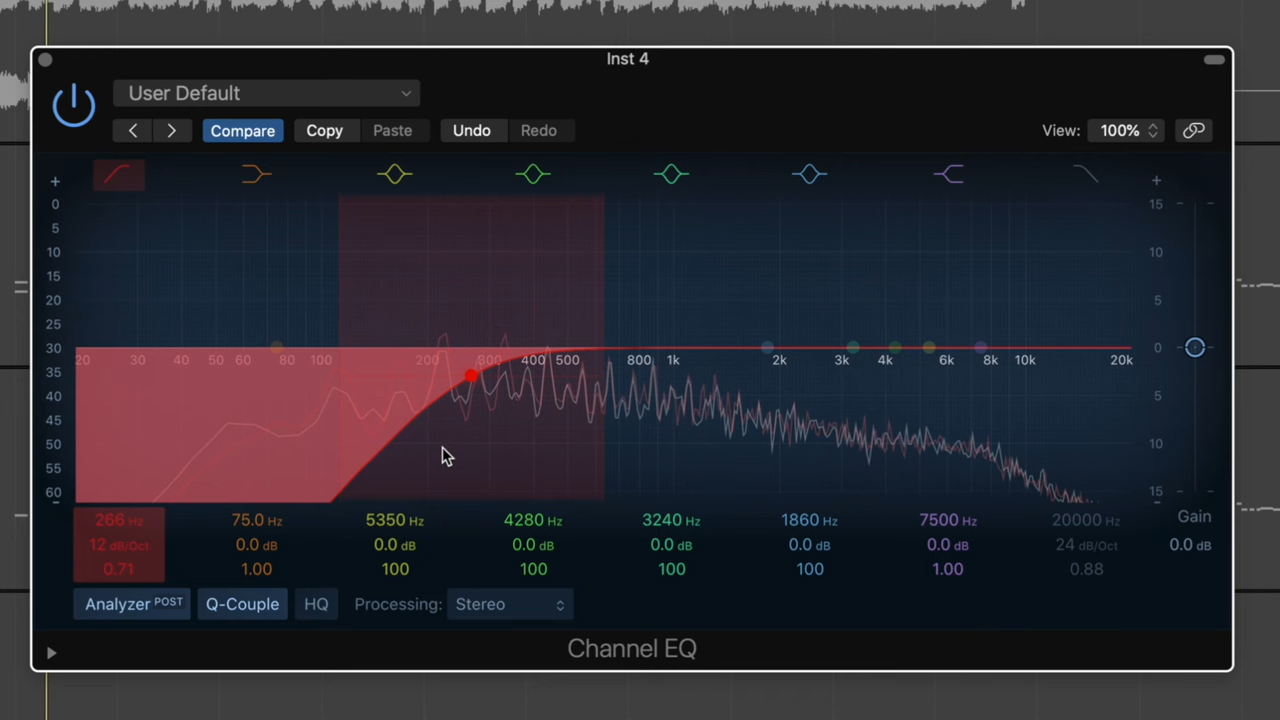 Inst 4
User Default
Compare Copy Paste Undo Redo View: 100%
+ +
0 15
5
10 10
15
20 5
25
30 0
20 30 40 50 60 80 100 200 300 400 500 800 1k 2k 3k 4k 6k 8k 10k 20k
35
40 5
45
50 10
55
60 15
- -
266 Hz 75.0 Hz 5350 Hz 4280 Hz 3240 Hz 1860 Hz 7500 Hz 20000 Hz Gain
12 dB/Oct 0.0 dB 0.0 dB 0.0 dB 0.0 dB 0.0 dB 0.0 dB 24 dB/Oct 0.0 dB
0.71 1.00 100 100 100 100 1.00 0.88
Analyzer POST Q-Couple HQ Processing: Stereo
Channel EQ